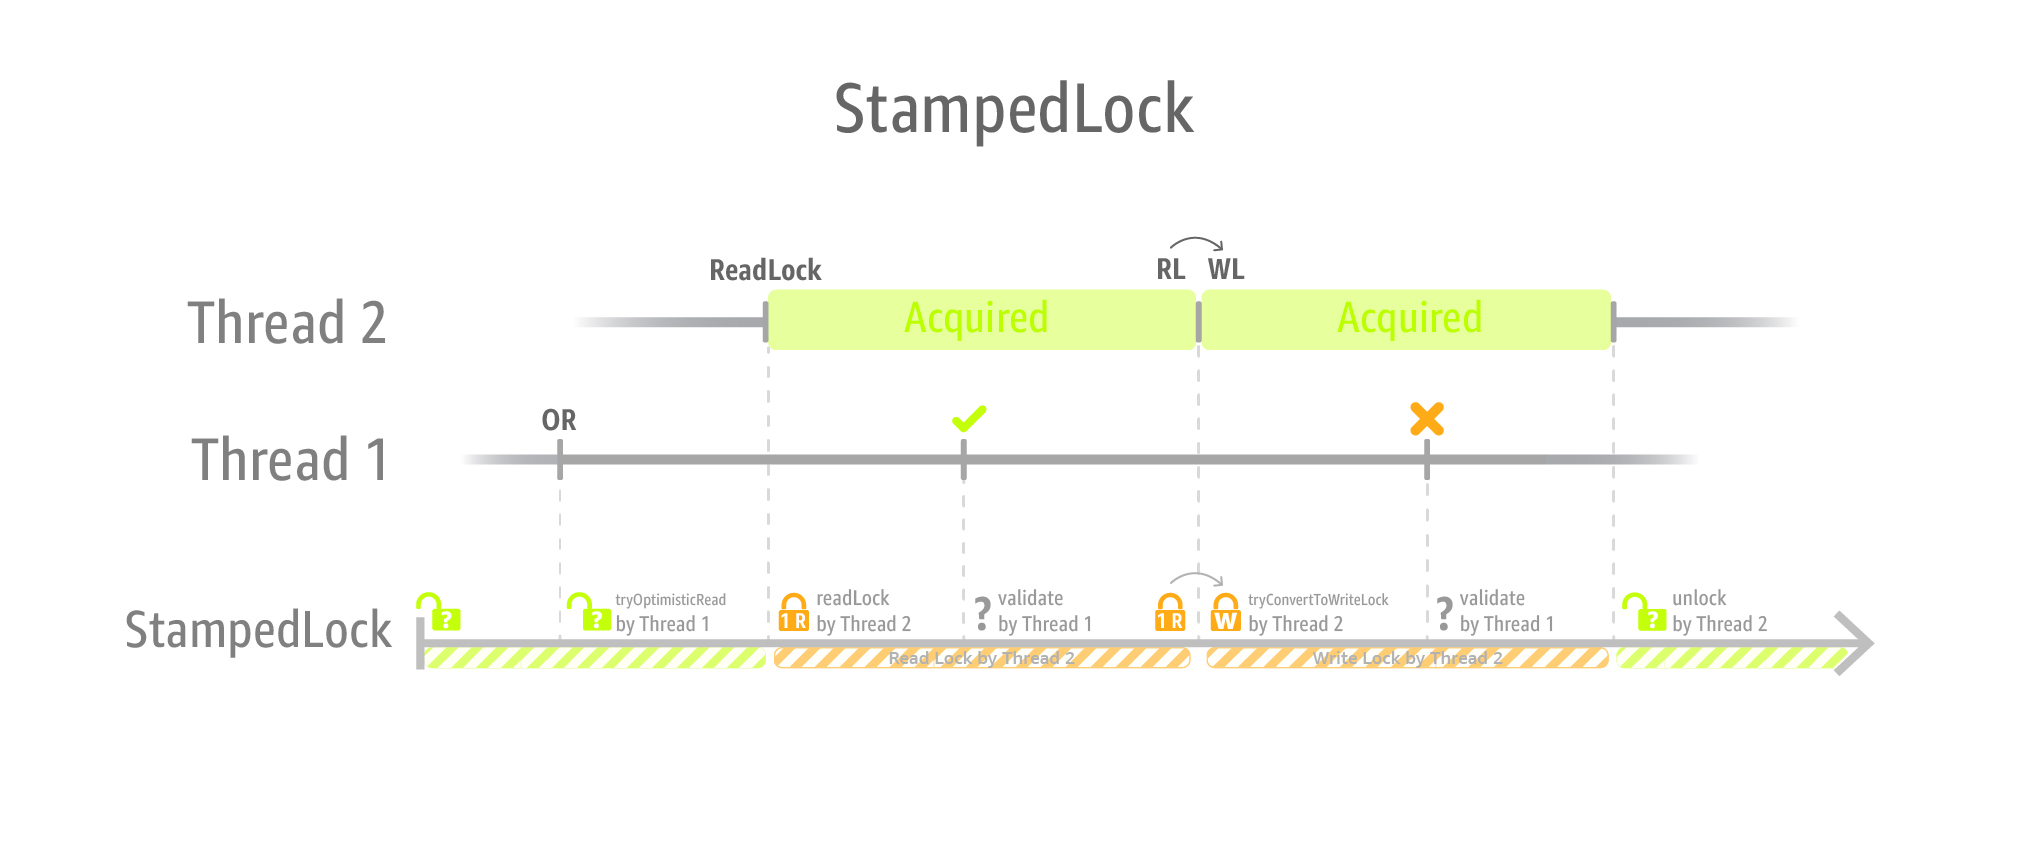 StampedLock
ReadLock
RL WL
Thread 2
Acquired
Acquired
OR
Thread 1
StampedLock
?
?
tryOptimisticRead
by Thread 1
1 R
readLock
by Thread 2
?
validate
by Thread 1
1 R
W
tryConvertToWriteLock
by Thread 2
?
validate
by Thread 1
?
unlock
by Thread 2
Read Lock by Thread 2
Write Lock by Thread 2